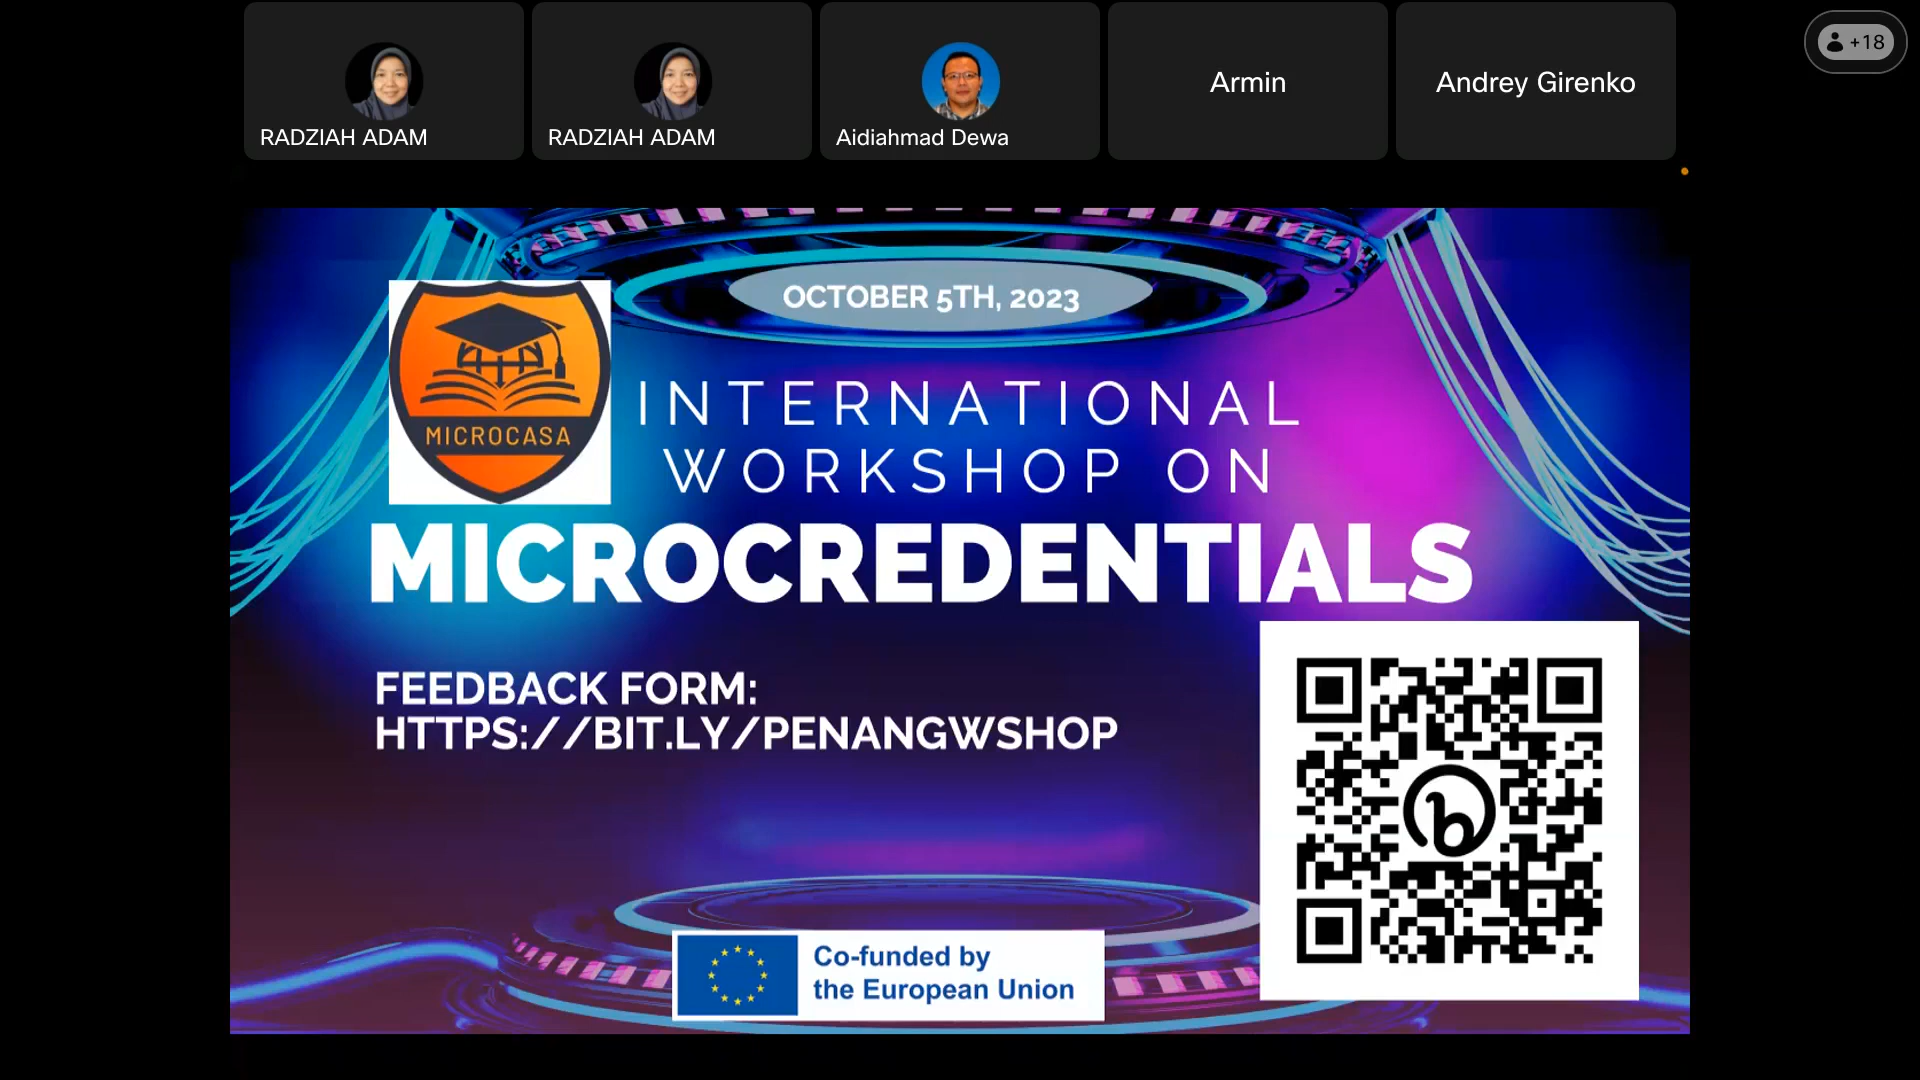 RADZIAH ADAM
RADZIAH ADAM
Aidiahmad Dewa
Armin
Andrey Girenko
+18
OCTOBER 5TH, 2023
MICROCASA
INTERNATIONAL
WORKSHOP ON
MICROCREDENTIALS
FEEDBACK FORM:
HTTPS://BIT.LY/PENANGWSHOP
b
Co-funded by
the European Union